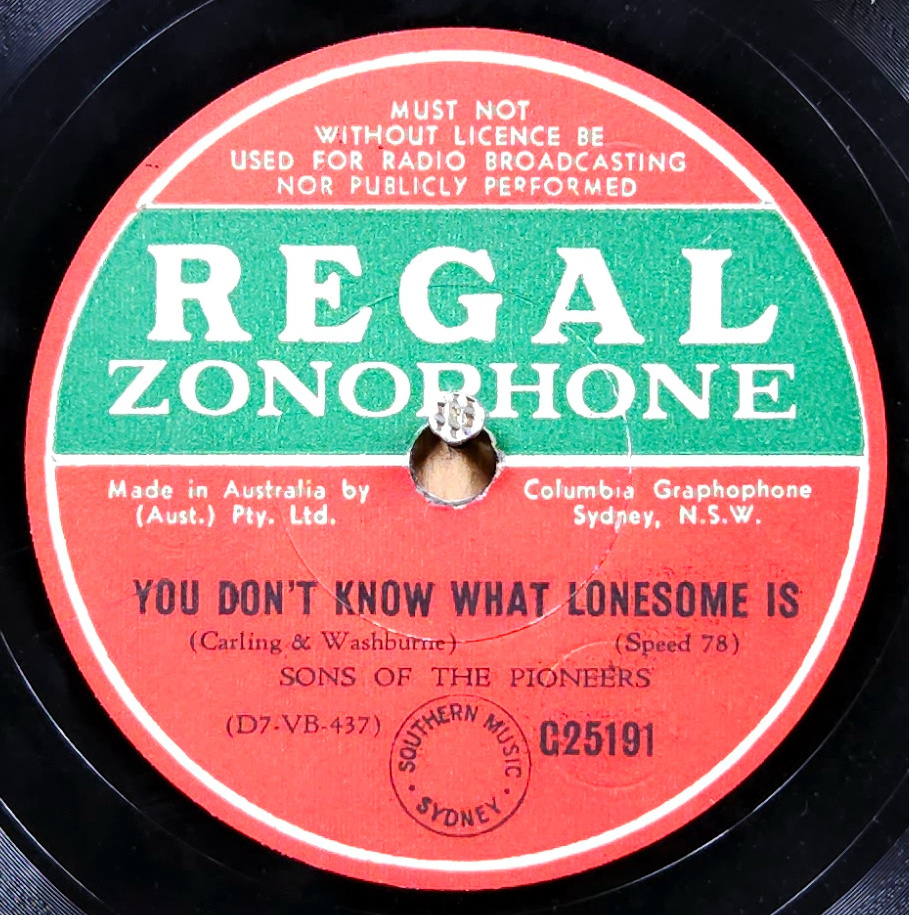 MUST NOT
WITHOUT LICENCE BE
USED FOR RADIO BROADCASTING
NOR PUBLICLY PERFORMED
REGAL
ZONOPHONE
Made in Australia by Columbia Graphophone
(Aust.) Pty. Ltd. Sydney, N.S.W.
YOU DON'T KNOW WHAT LONESOME IS
(Carling & Washburne) (Speed 78)
SONS OF THE PIONEERS
(D7-VB-437) G25191
SOUTHERN MUSIC
· SYDNEY ·